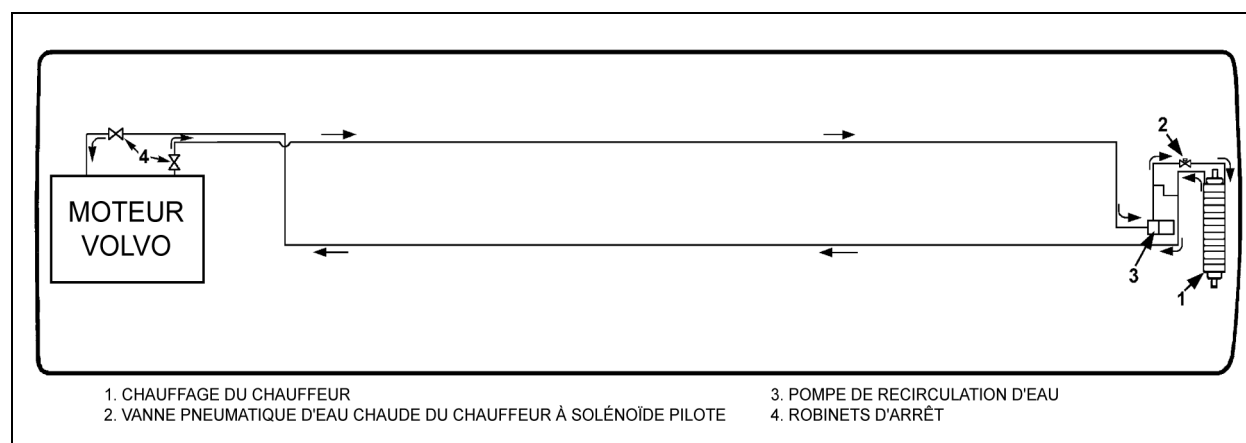 2
4
MOTEUR
VOLVO
3
1
1. CHAUFFAGE DU CHAUFFEUR
2. VANNE PNEUMATIQUE D'EAU CHAUDE DU CHAUFFEUR À SOLÉNOÏDE PILOTE
3. POMPE DE RECIRCULATION D'EAU
4. ROBINETS D'ARRÊT